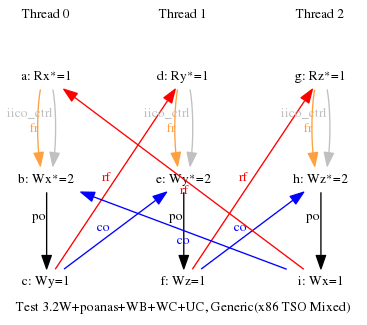 Thread 0 Thread 1 Thread 2
a: Rx*=1 d: Ry*=1 g: Rz*=1
iico_ctrl iico_ctrl iico_ctrl
fr fr fr
b: Wx*=2 rf e: Wy*=2 rf h: Wz*=2
rf
po po po
co co
co
c: Wy=1 f: Wz=1 i: Wx=1
Test 3.2W+poanas+WB+WC+UC, Generic(x86 TSO Mixed)